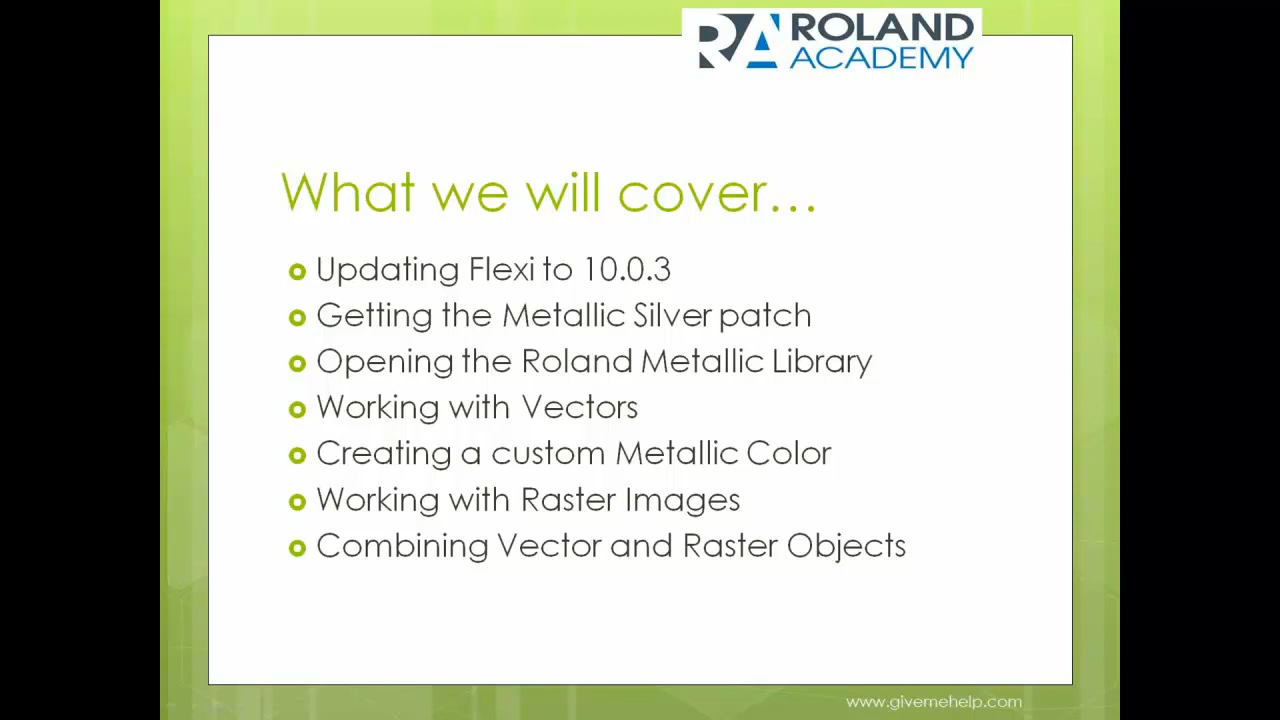 ROLAND
ACADEMY
What we will cover...
Updating Flexi to 10.0.3
Getting the Metallic Silver patch
Opening the Roland Metallic Library
Working with Vectors
Creating a custom Metallic Color
Working with Raster Images
Combining Vector and Raster Objects
www.givemehelp.com